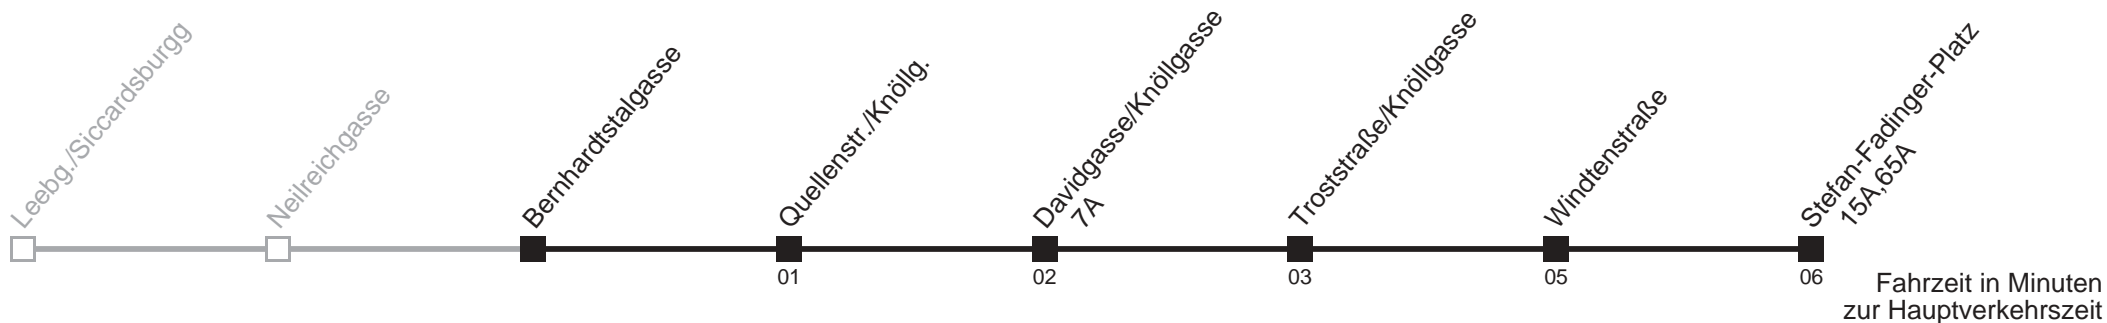 Leebg./Siccardsburgg
Neilreichgasse
Bernhardtstalgasse
Quellenstr./Knöllg.
Davidgasse/Knöllgasse
7A
Troststraße/Knöllgasse
Windtenstraße
Stefan-Fadinger-Platz
15A,65A
01
02
03
05
06
Fahrzeit in Minuten
zur Hauptverkehrszeit